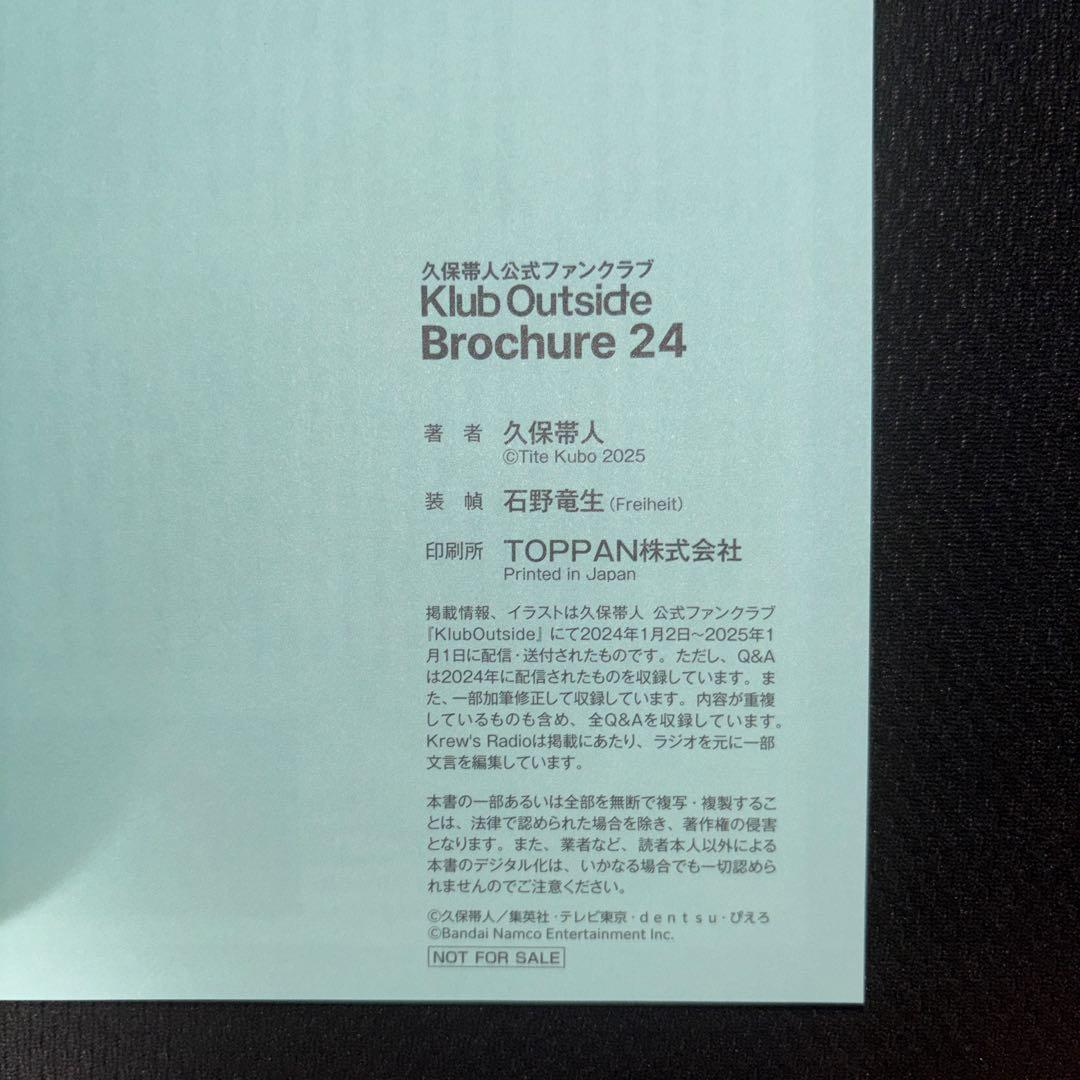 久保帯人公式ファンクラブ
Klub Outside
Brochure 24
著 者 久保帯人
©Tite Kubo 2025
装 幀 石野竜生(Freiheit)
印刷所 TOPPAN株式会社
Printed in Japan
掲載情報、イラストは久保帯人 公式ファンクラブ
『KlubOutside』にて2024年1月2日~2025年1
月1日に配信・送付されたものです。ただし、Q&A
は2024年に配信されたものを収録しています。ま
た、一部加筆修正して収録しています。内容が重複
しているものも含め、全Q&Aを収録しています。
Krew's Radioは掲載にあたり、ラジオを元に一部
文言を編集しています。
本書の一部あるいは全部を無断で複写・複製するこ
とは、法律で認められた場合を除き、著作権の侵害
となります。また、業者など、読者本人以外による
本書のデジタル化は、いかなる場合でも一切認めら
れませんのでご注意ください。
©久保帯人/集英社・テレビ東京・dentsu・ぴえろ
©Bandai Namco Entertainment Inc.
NOT FOR SALE